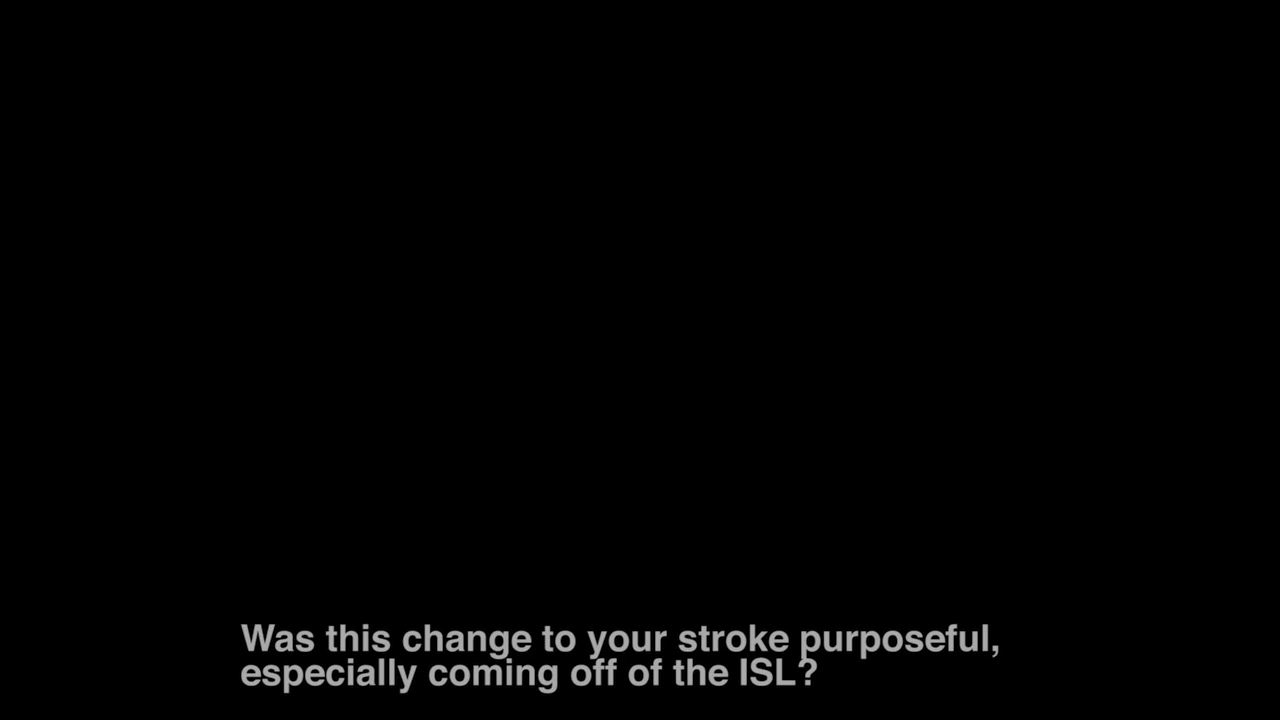 Was this change to your stroke purposeful,
especially coming off of the ISL?